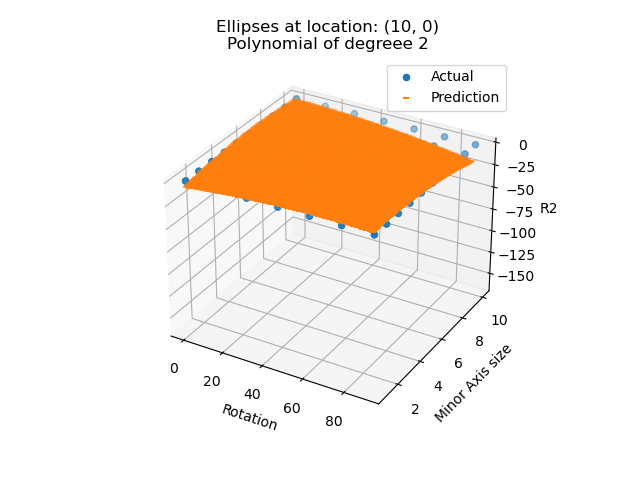 Ellipses at location: (10, 0)
Polynomial of degreee 2
Actual
Prediction
0
−25
−50
−75
−100
−125
−150
R2
10
8
6
4
2
Minor Axis size
0
20
40
60
80
Rotation